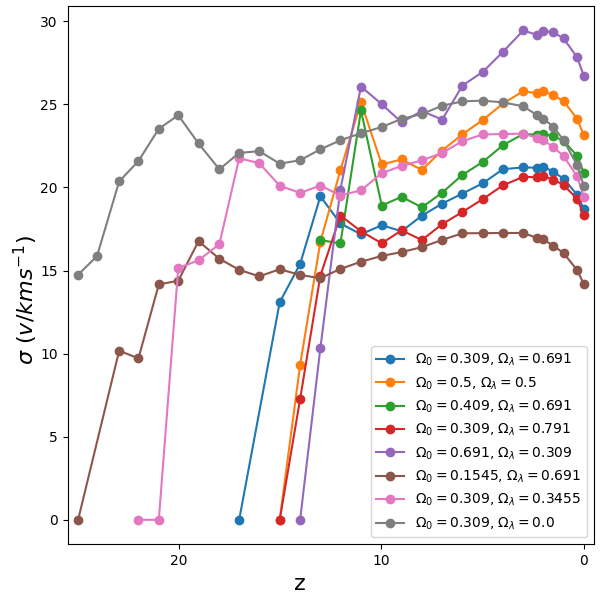 30
25
20
15
10
5
0
σ (v/kms⁻¹)
Ω₀ = 0.309, Ω_λ = 0.691
Ω₀ = 0.5, Ω_λ = 0.5
Ω₀ = 0.409, Ω_λ = 0.691
Ω₀ = 0.309, Ω_λ = 0.791
Ω₀ = 0.691, Ω_λ = 0.309
Ω₀ = 0.1545, Ω_λ = 0.691
Ω₀ = 0.309, Ω_λ = 0.3455
Ω₀ = 0.309, Ω_λ = 0.0
20 10 0
z